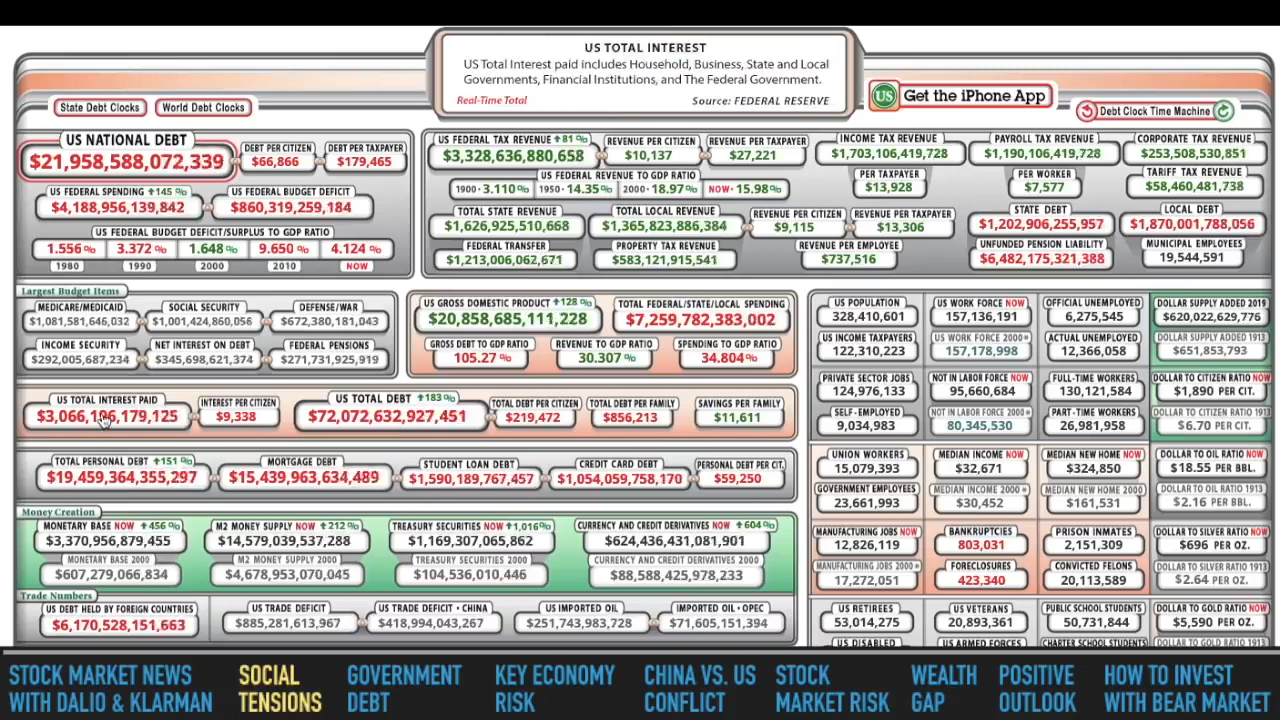 US TOTAL INTEREST
US Total Interest paid includes Household, Business, State and Local
Governments, Financial Institutions, and The Federal Government.
Real-Time Total Source: FEDERAL RESERVE
State Debt Clocks World Debt Clocks
US Get the iPhone App
Debt Clock Time Machine
US NATIONAL DEBT
$21,958,588,072,339
DEBT PER CITIZEN
$66,866
DEBT PER TAXPAYER
$179,465
US FEDERAL SPENDING ↑145%
$4,188,956,139,842
US FEDERAL BUDGET DEFICIT
$860,319,259,184
US FEDERAL BUDGET DEFICIT/SURPLUS TO GDP RATIO
1.556% 3.372% 1.648% 9.650% 4.124%
1980 1990 2000 2010 NOW
US FEDERAL TAX REVENUE ↑81%
$3,328,636,880,658
REVENUE PER CITIZEN
$10,137
REVENUE PER TAXPAYER
$27,221
INCOME TAX REVENUE
$1,703,106,419,728
PAYROLL TAX REVENUE
$1,190,106,419,728
CORPORATE TAX REVENUE
$253,508,530,851
US FEDERAL REVENUE TO GDP RATIO
1900 · 3.110% 1950 · 14.35% 2000 · 18.97% NOW · 15.98%
PER TAXPAYER
$13,928
PER WORKER
$7,577
TARIFF TAX REVENUE
$58,460,481,738
TOTAL STATE REVENUE
$1,626,925,510,668
TOTAL LOCAL REVENUE
$1,365,823,886,384
REVENUE PER CITIZEN
$9,115
REVENUE PER TAXPAYER
$13,306
STATE DEBT
$1,202,906,255,957
LOCAL DEBT
$1,870,001,788,056
FEDERAL TRANSFER
$1,213,006,062,671
PROPERTY TAX REVENUE
$583,121,915,541
REVENUE PER EMPLOYEE
$737,516
UNFUNDED PENSION LIABILITY
$6,482,175,321,388
MUNICIPAL EMPLOYEES
19,544,591
Largest Budget Items
MEDICARE/MEDICAID
$1,081,581,646,032
SOCIAL SECURITY
$1,001,424,860,056
DEFENSE/WAR
$672,380,181,043
INCOME SECURITY
$292,005,687,234
NET INTEREST ON DEBT
$345,698,621,374
FEDERAL PENSIONS
$271,731,925,919
US GROSS DOMESTIC PRODUCT ↑128%
$20,858,685,111,228
TOTAL FEDERAL/STATE/LOCAL SPENDING
$7,259,782,383,002
GROSS DEBT TO GDP RATIO
105.27%
REVENUE TO GDP RATIO
30.307%
SPENDING TO GDP RATIO
34.804%
US TOTAL INTEREST PAID
INTEREST PER CITIZEN
$9,338
US TOTAL DEBT ↑183%
$72,072,632,927,451
TOTAL DEBT PER CITIZEN
$219,472
TOTAL DEBT PER FAMILY
$856,213
SAVINGS PER FAMILY
$11,611
TOTAL PERSONAL DEBT ↑151%
$19,459,364,355,297
MORTGAGE DEBT
$15,439,963,634,489
STUDENT LOAN DEBT
$1,590,189,767,457
CREDIT CARD DEBT
$1,054,059,758,170
PERSONAL DEBT PER CIT.
$59,250
Money Creation
MONETARY BASE NOW ↑456%
$3,370,956,879,455
M2 MONEY SUPPLY NOW ↑212%
$14,579,039,537,288
TREASURY SECURITIES NOW ↑1,016%
$1,169,307,065,862
CURRENCY AND CREDIT DERIVATIVES NOW ↑604%
$624,436,431,081,901
MONETARY BASE 2000
$607,279,066,834
M2 MONEY SUPPLY 2000
$4,678,953,070,045
TREASURY SECURITIES 2000
$104,536,010,446
CURRENCY AND CREDIT DERIVATIVES 2000
$88,588,425,978,233
Trade Numbers
US DEBT HELD BY FOREIGN COUNTRIES
$6,170,528,151,663
US TRADE DEFICIT
$885,281,613,967
US TRADE DEFICIT · CHINA
$418,994,043,267
US IMPORTED OIL
$251,743,983,728
IMPORTED OIL · OPEC
$71,605,151,394
US POPULATION
328,410,601
US WORK FORCE NOW
157,136,191
OFFICIAL UNEMPLOYED
6,275,545
DOLLAR SUPPLY ADDED 2019
$620,022,629,776
US INCOME TAXPAYERS
122,310,223
US WORK FORCE 2000
157,178,998
ACTUAL UNEMPLOYED
12,366,058
DOLLAR SUPPLY ADDED 1913
$651,853,793
PRIVATE SECTOR JOBS
124,976,133
NOT IN LABOR FORCE NOW
95,660,684
FULL-TIME WORKERS
130,121,584
DOLLAR TO CITIZEN RATIO NOW
$1,890 PER CIT.
SELF-EMPLOYED
9,034,983
NOT IN LABOR FORCE 2000
80,345,530
PART-TIME WORKERS
26,981,958
DOLLAR TO CITIZEN RATIO 1913
$6.70 PER CIT.
UNION WORKERS
15,079,393
MEDIAN INCOME NOW
$32,671
MEDIAN NEW HOME NOW
$324,850
DOLLAR TO OIL RATIO NOW
$18.55 PER BBL.
GOVERNMENT EMPLOYEES
23,661,993
MEDIAN INCOME 2000
$30,452
MEDIAN NEW HOME 2000
$161,531
DOLLAR TO OIL RATIO 1913
$2.16 PER BBL.
MANUFACTURING JOBS NOW
12,826,119
BANKRUPTCIES
803,031
PRISON INMATES
2,151,309
DOLLAR TO SILVER RATIO NOW
$696 PER OZ.
MANUFACTURING JOBS 2000
17,272,051
FORECLOSURES
423,340
CONVICTED FELONS
20,113,589
DOLLAR TO SILVER RATIO 1913
$2.64 PER OZ.
US RETIREES
53,014,275
US VETERANS
20,893,361
PUBLIC SCHOOL STUDENTS
50,731,844
DOLLAR TO GOLD RATIO NOW
$5,590 PER OZ.
US DISABLED
US ARMED FORCES
CHARTER SCHOOL STUDENTS
DOLLAR TO GOLD RATIO 1913
STOCK MARKET NEWS
WITH DALIO & KLARMAN
SOCIAL
TENSIONS
GOVERNMENT
DEBT
KEY ECONOMY
RISK
CHINA VS. US
CONFLICT
STOCK
MARKET RISK
WEALTH
GAP
POSITIVE
OUTLOOK
HOW TO INVEST
WITH BEAR MARKET